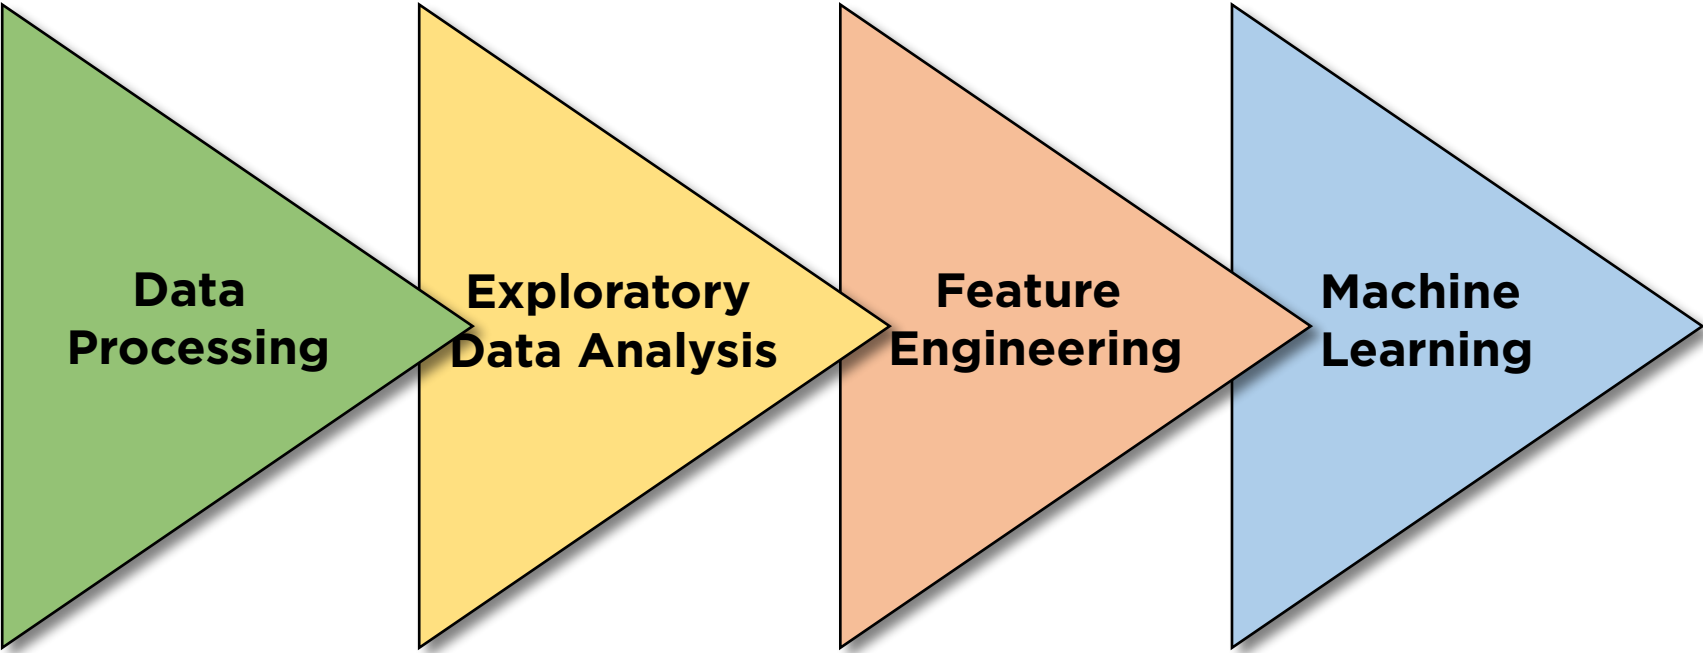 Data
Processing
Exploratory
Data Analysis
Feature
Engineering
Machine
Learning